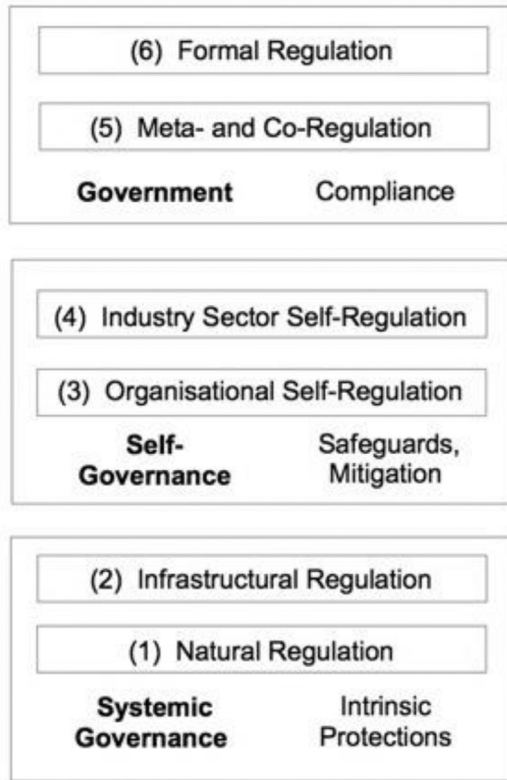 (6) Formal Regulation
(5) Meta- and Co-Regulation
Government Compliance
(4) Industry Sector Self-Regulation
(3) Organisational Self-Regulation
Self- Safeguards,
Governance Mitigation
(2) Infrastructural Regulation
(1) Natural Regulation
Systemic Intrinsic
Governance Protections